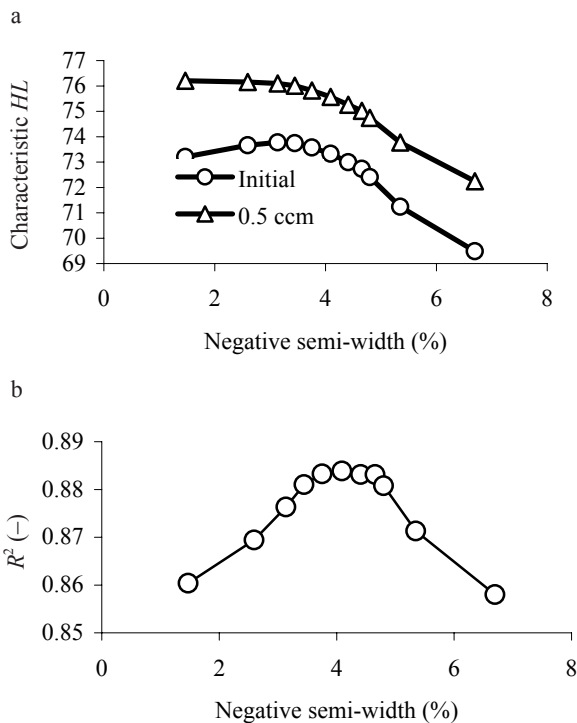 a
Characteristic HL
77
76
75
74
73
72
71
70
69
Initial
0.5 ccm
0 2 4 6 8
Negative semi-width (%)
b
R² (–)
0.89
0.88
0.87
0.86
0.85
0 2 4 6 8
Negative semi-width (%)